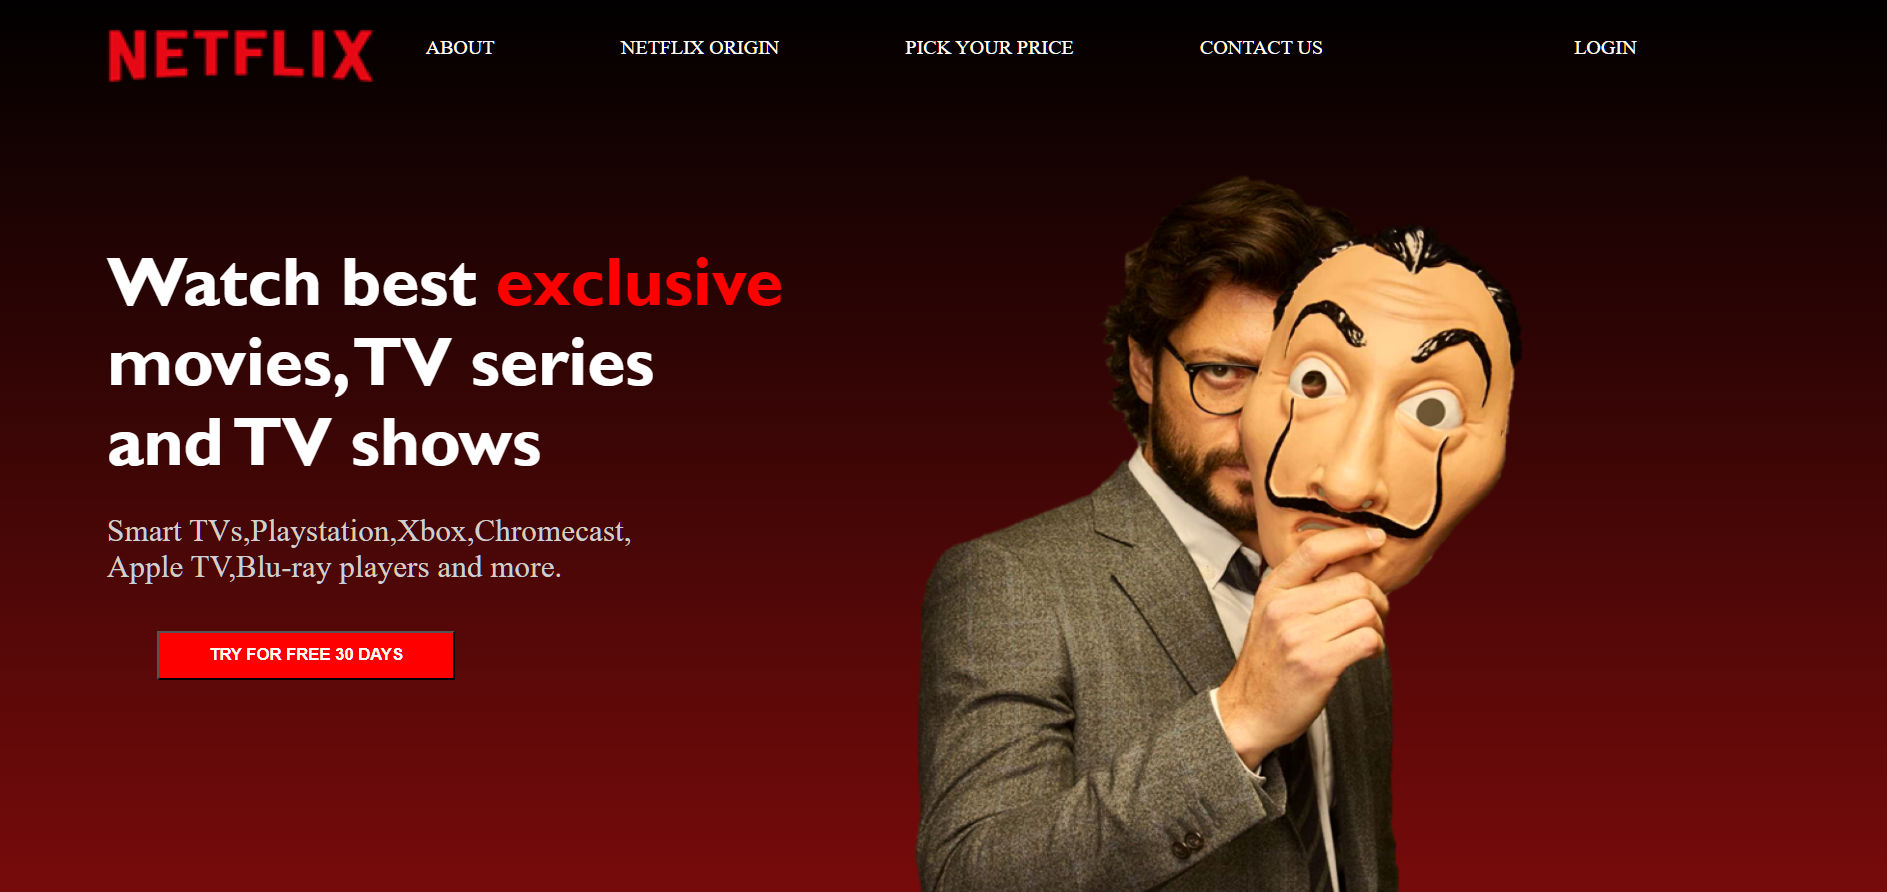 NETFLIX
ABOUT
NETFLIX ORIGIN
PICK YOUR PRICE
CONTACT US
LOGIN
Watch best exclusive
movies,TV series
and TV shows
Smart TVs,Playstation,Xbox,Chromecast,
Apple TV,Blu-ray players and more.
TRY FOR FREE 30 DAYS